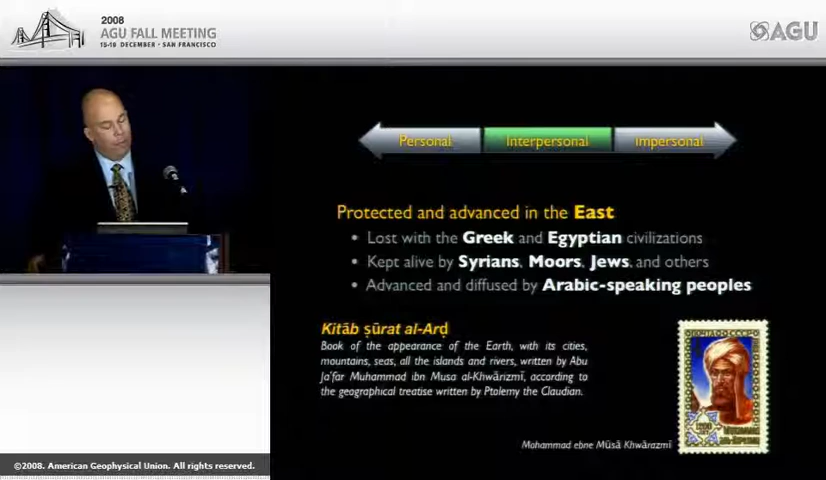 2008
AGU FALL MEETING
15-19 DECEMBER · SAN FRANCISCO
AGU
Personal
Interpersonal
Impersonal
Protected and advanced in the East
• Lost with the Greek and Egyptian civilizations
• Kept alive by Syrians, Moors, Jews, and others
• Advanced and diffused by Arabic-speaking peoples
Kitāb ṣūrat al-Arḍ
Book of the appearance of the Earth, with its cities,
mountains, seas, all the islands and rivers, written by Abu
Ja'far Muhammad ibn Musa al-Khwārizmī, according to
the geographical treatise written by Ptolemy the Claudian.
ПОЧТА СССР
1200
Mohammad ebne Mūsā Khwārazmī
©2008. American Geophysical Union. All rights reserved.